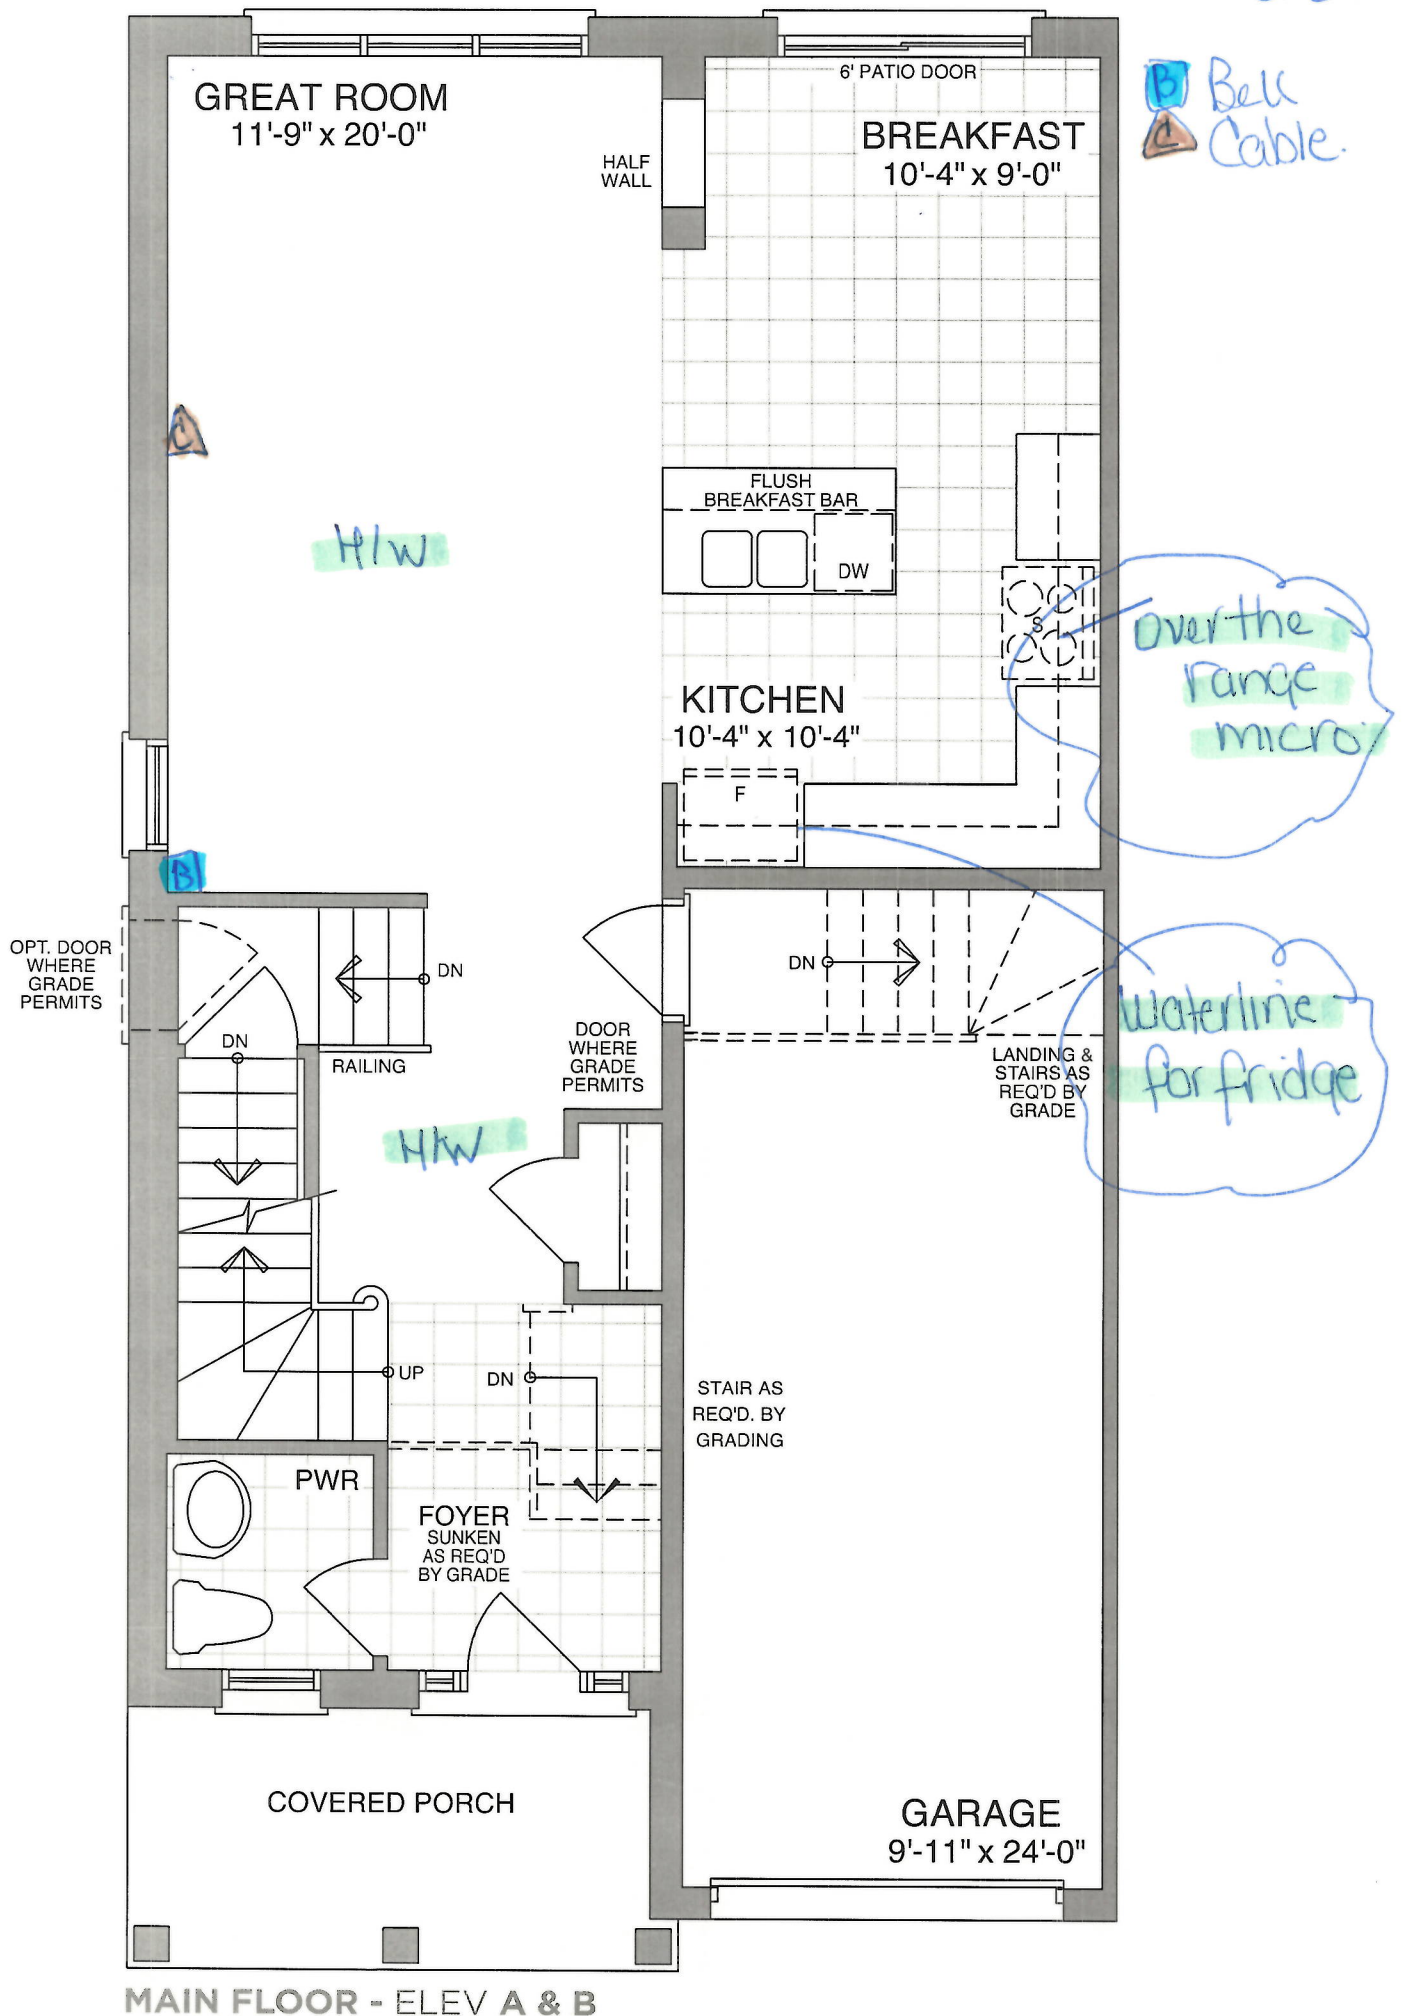 GREAT ROOM
11'-9" x 20'-0"
6' PATIO DOOR
BREAKFAST
10'-4" x 9'-0"
HALF
WALL
B Bell
C Cable.
C
FLUSH
BREAKFAST BAR
DW
H/W
S
over the
range
micro
KITCHEN
10'-4" x 10'-4"
F
B
OPT. DOOR
WHERE
GRADE
PERMITS
DN
DN
DN
RAILING
DOOR
WHERE
GRADE
PERMITS
LANDING &
STAIRS AS
REQ'D BY
GRADE
waterline
for fridge
H/W
UP
DN
STAIR AS
REQ'D. BY
GRADING
PWR
FOYER
SUNKEN
AS REQ'D
BY GRADE
COVERED PORCH
GARAGE
9'-11" x 24'-0"
MAIN FLOOR - ELEV A & B